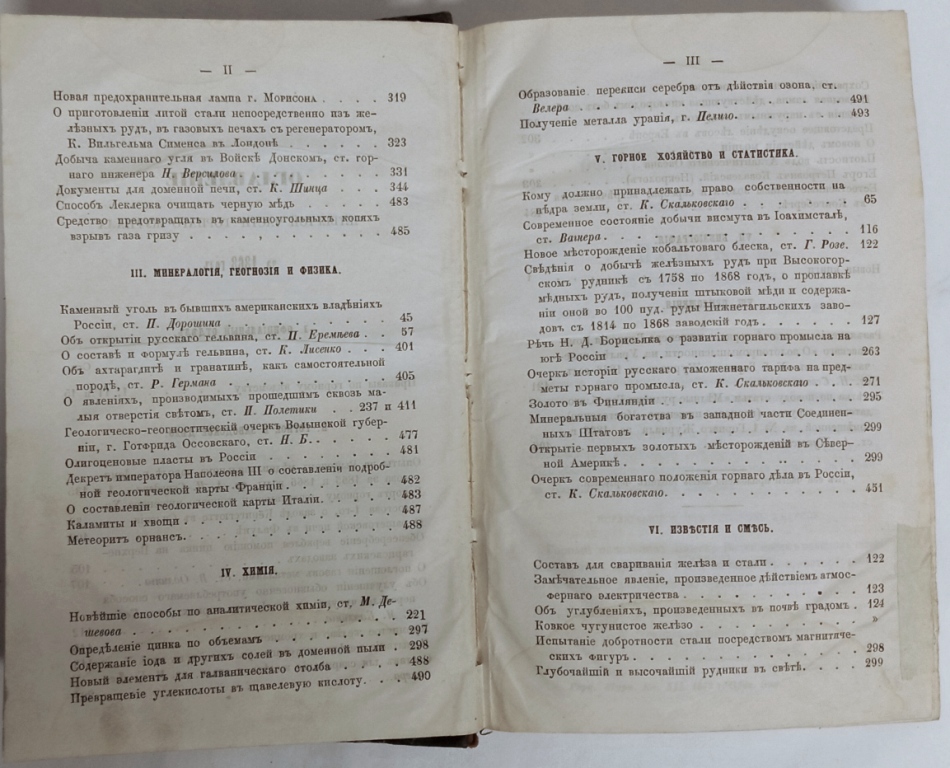 — II —
Новая предохранительная лампа г. Морисона . . . . 319
О приготовленіи литой стали непосредственно изъ же-
лѣзныхъ рудъ, въ газовыхъ печахъ съ регенераторомъ,
К. Вильгельма Сименса въ Лондонѣ. . . . . 323
Добыча каменнаго угля въ Войскѣ Донскомъ, ст. гор-
наго инженера Н. Версилова . . . . . . . 331
Документы для доменной печи, ст. К. Шинца . . . 344
Способъ Леклерка очищать черную мѣдь . . . . . 483
Средство предотвращать въ каменноугольныхъ копяхъ
взрывъ газа гризу . . . . . . . . . . 485
III. МИНЕРАЛОГІЯ, ГЕОГНОЗІЯ И ФИЗИКА.
Каменный уголь въ бывшихъ американскихъ владѣніяхъ
Россіи, ст. П. Дорошина . . . . . . . . 45
Объ открытіи русскаго гельвина, ст. П. Еремѣева . . 57
О составѣ и формулѣ гельвина, ст. К. Лисенко . . . 401
Объ ахтарагдитѣ и гранатинѣ, какъ самостоятельной
породѣ, ст. Р. Германа . . . . . . . . 405
О явленіяхъ, производимыхъ прошедшимъ сквозь ма-
лыя отверстія свѣтомъ, ст. И. Полетики . . 237 и 411
Геологическо-геогностическій очеркъ Волынской губер-
ніи, г. Готфрида Оссовскаго, ст. Н. Б. . . . . 477
Олигоценовые пласты въ Россіи . . . . . . . 481
Декретъ императора Наполеона III о составленіи подроб-
ной геологической карты Франціи . . . . . . 482
О составленіи геологической карты Италіи. . . . . 483
Каламиты и хвощи . . . . . . . . . . . 487
Метеоритъ орнансъ. . . . . . . . . . . 488
IV. ХИМІЯ.
Новѣйшіе способы по аналитической химіи, ст. М. Де-
шевова . . . . . . . . . . . . . 221
Опредѣленіе цинка по объемамъ . . . . . . . 297
Содержаніе іода и другихъ солей въ доменной пыли . 298
Новый элементъ для галваническаго столба . . . . 488
Превращеніе углекислоты въ щавелевую кислоту. . . 490
— III —
Образованіе перекиси серебра отъ дѣйствія озона, ст.
Велера . . . . . . . . . . . . . 491
Полученіе металла уранія, г. Пелиго . . . . . . 493
V. ГОРНОЕ ХОЗЯЙСТВО И СТАТИСТИКА.
Кому должно принадлежать право собственности на
нѣдра земли, ст. К. Скальковскаго . . . . . 65
Современное состояніе добычи висмута въ Іоахимсталѣ,
ст. Вагнера. . . . . . . . . . . . 116
Новое мѣсторожденіе кобальтоваго блеска, ст. Г. Розе. 122
Свѣдѣнія о добычѣ желѣзныхъ рудъ при Высокогор-
скомъ рудникѣ съ 1758 по 1868 годъ, о проплавкѣ
мѣдныхъ рудъ, полученіи штыковой мѣди и содержа-
ніи оной во 100 пуд. руды Нижнетагильскихъ заво-
довъ съ 1814 по 1868 заводскій годъ . . . . . 127
Рѣчь Н. Д. Борисьяка о развитіи горнаго промысла на
югѣ Россіи . . . . . . . . . . . . 263
Очеркъ исторіи русскаго таможеннаго тарифа на пред-
меты горнаго промысла, ст. К. Скальковскаго . . . 271
Золото въ Финляндіи . . . . . . . . . . 295
Минеральныя богатства въ западной части Соединен-
ныхъ Штатовъ . . . . . . . . . . . 299
Открытіе первыхъ золотыхъ мѣсторожденій въ Сѣвер-
ной Америкѣ . . . . . . . . . . . . 299
Очеркъ современнаго положенія горнаго дѣла въ Россіи,
ст. К. Скальковскаго. . . . . . . . . . 451
VI. ИЗВѢСТІЯ И СМѢСЬ.
Составъ для свариванія желѣза и стали . . . . . 122
Замѣчательное явленіе, произведенное дѣйствіемъ атмос-
фернаго электричества . . . . . . . . . 123
Объ углубленіяхъ, произведенныхъ въ почвѣ градомъ . 124
Ковкое чугунистое желѣзо . . . . . . . . . »
Испытаніе добротности стали посредствомъ магнитиче-
скихъ фигуръ . . . . . . . . . . . 298
Глубочайшій и высочайшій рудники въ свѣтѣ. . . . 299